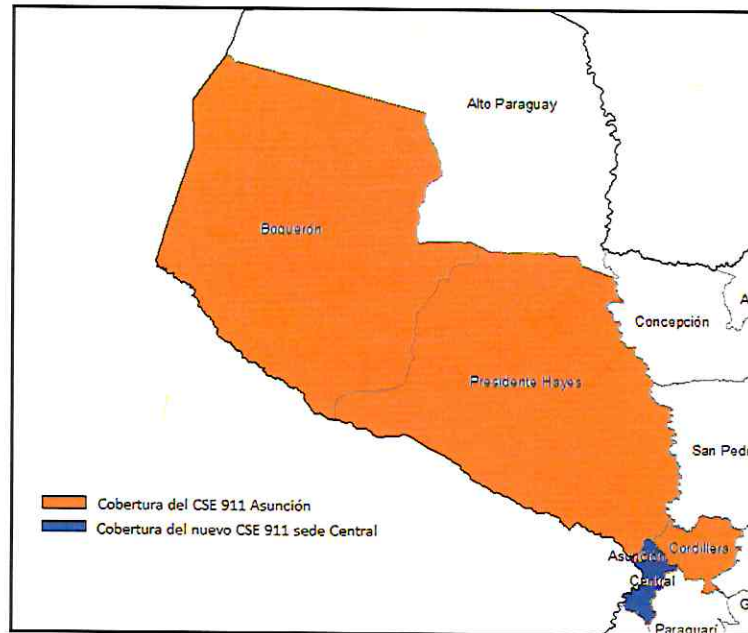 Alto Paraguay
Boquerón
Concepción
A
Presidente Hayes
San Pedr
Cobertura del CSE 911 Asunción
Cobertura del nuevo CSE 911 sede Central
Asunción
Cordillera
Central
G
Paraguarí